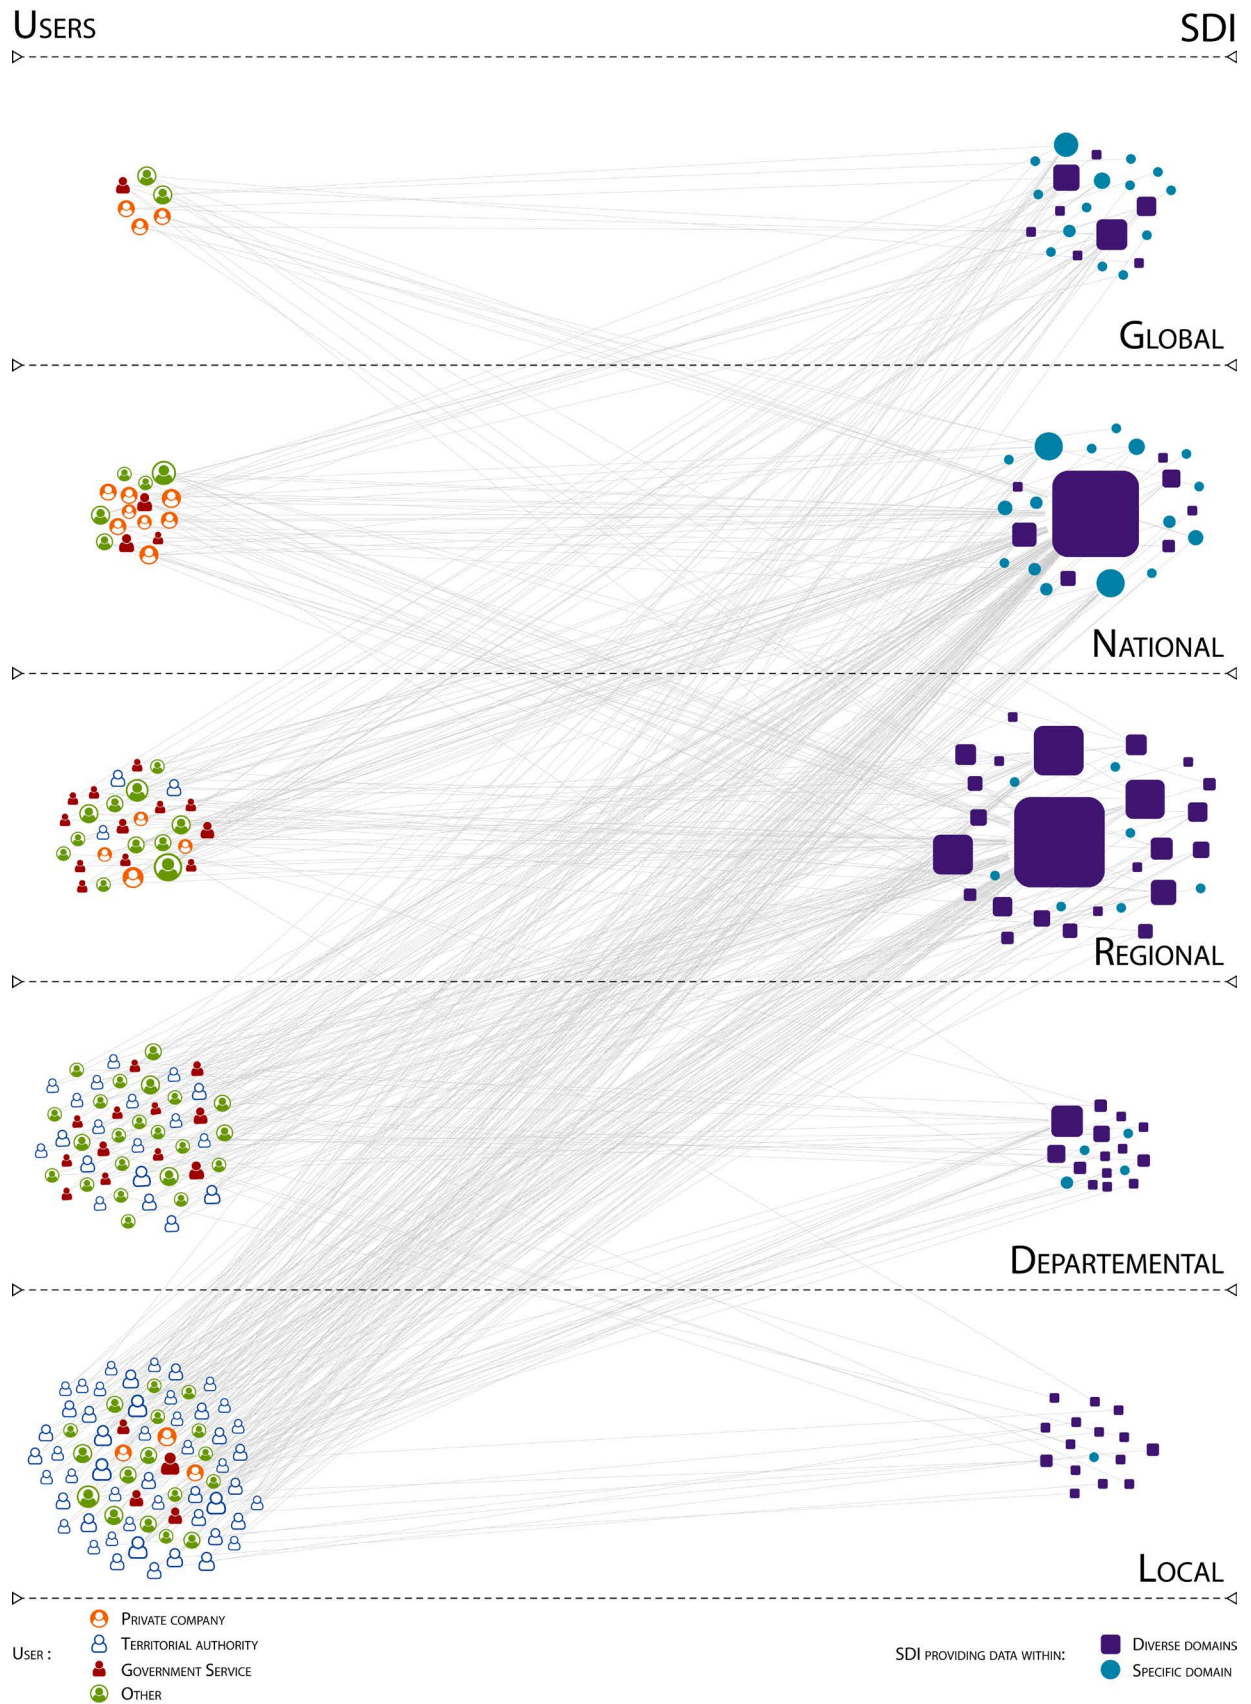 USERS
SDI
GLOBAL
NATIONAL
REGIONAL
DEPARTEMENTAL
LOCAL
USER :
PRIVATE COMPANY
TERRITORIAL AUTHORITY
GOVERNMENT SERVICE
OTHER
SDI PROVIDING DATA WITHIN:
DIVERSE DOMAINS
SPECIFIC DOMAIN